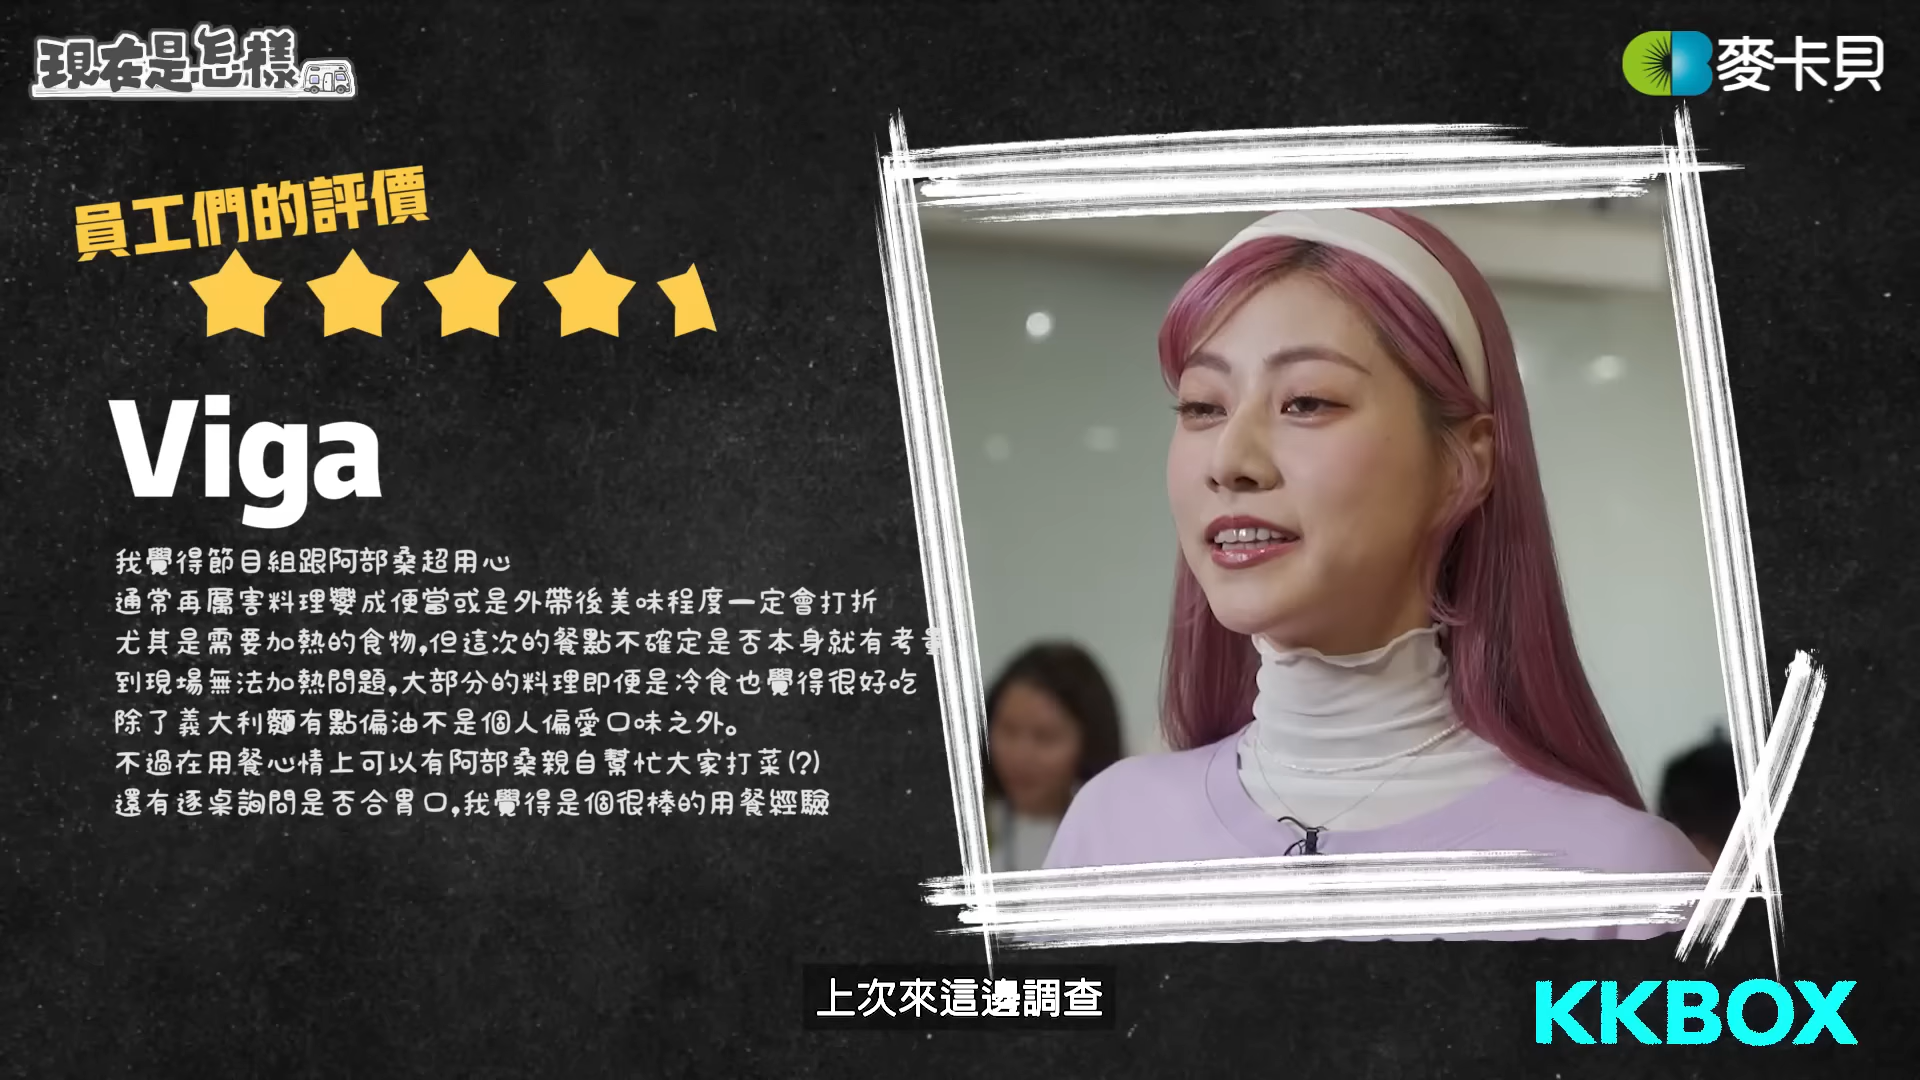 現在是怎樣
麥卡貝
員工們的評價
Viga
我覺得節目組跟阿部桑超用心
通常再厲害料理變成便當或是外帶後美味程度一定會打折
尤其是需要加熱的食物,但這次的餐點不確定是否本身就有考量
到現場無法加熱問題,大部分的料理即便是冷食也覺得很好吃
除了義大利麵有點偏油不是個人偏愛口味之外。
不過在用餐心情上可以有阿部桑親自幫忙大家打菜(?)
還有逐桌詢問是否合胃口,我覺得是個很棒的用餐經驗
上次來這邊調查
KKBOX